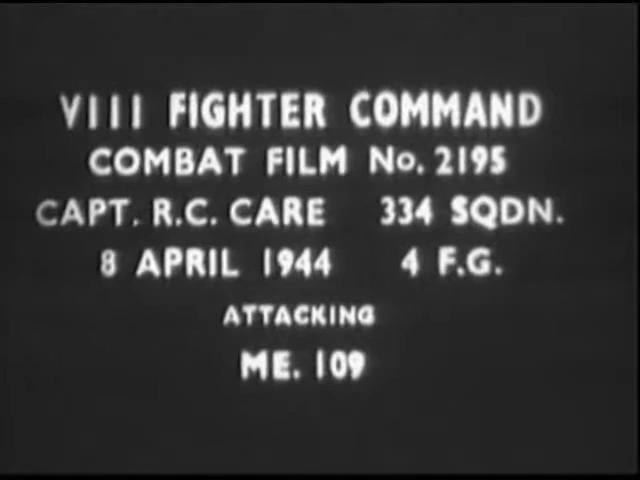 VIII FIGHTER COMMAND
COMBAT FILM No. 2195
CAPT. R.C. CARE 334 SQDN.
8 APRIL 1944 4 F.G.
ATTACKING
ME. 109